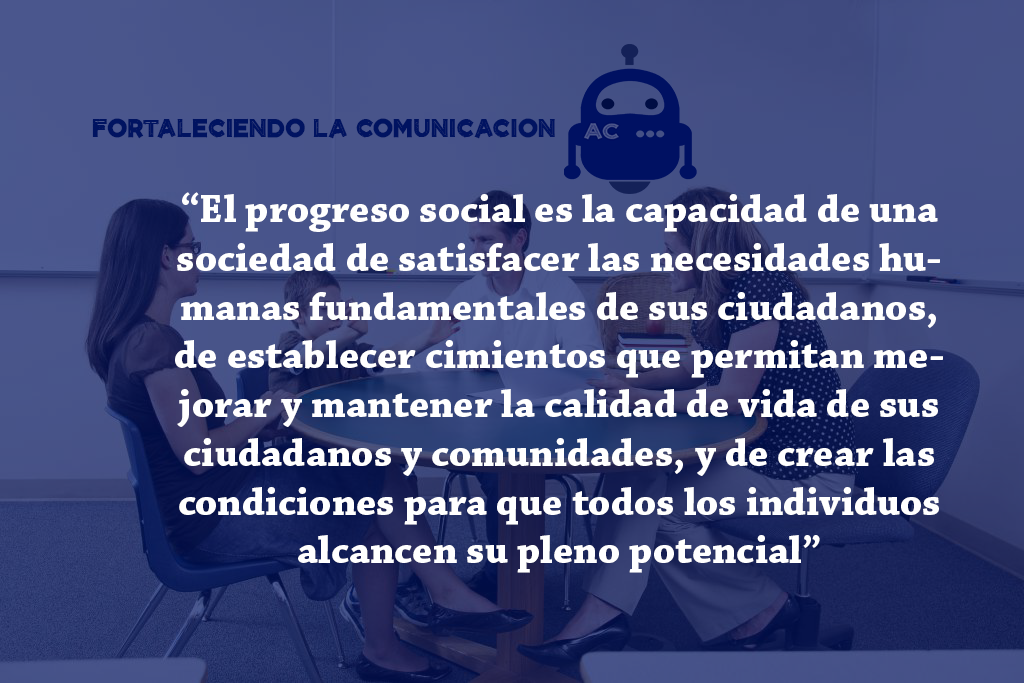 FORTALECIENDO LA COMUNICACION
AC ...
“El progreso social es la capacidad de una
sociedad de satisfacer las necesidades hu-
manas fundamentales de sus ciudadanos,
de establecer cimientos que permitan me-
jorar y mantener la calidad de vida de sus
ciudadanos y comunidades, y de crear las
condiciones para que todos los individuos
alcancen su pleno potencial”